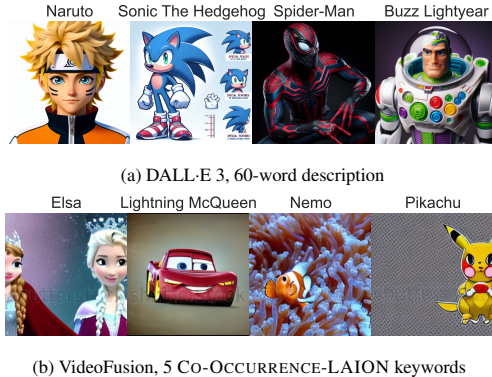 Naruto Sonic The Hedgehog Spider-Man Buzz Lightyear
(a) DALL·E 3, 60-word description
Elsa Lightning McQueen Nemo Pikachu
(b) VideoFusion, 5 CO-OCCURRENCE-LAION keywords